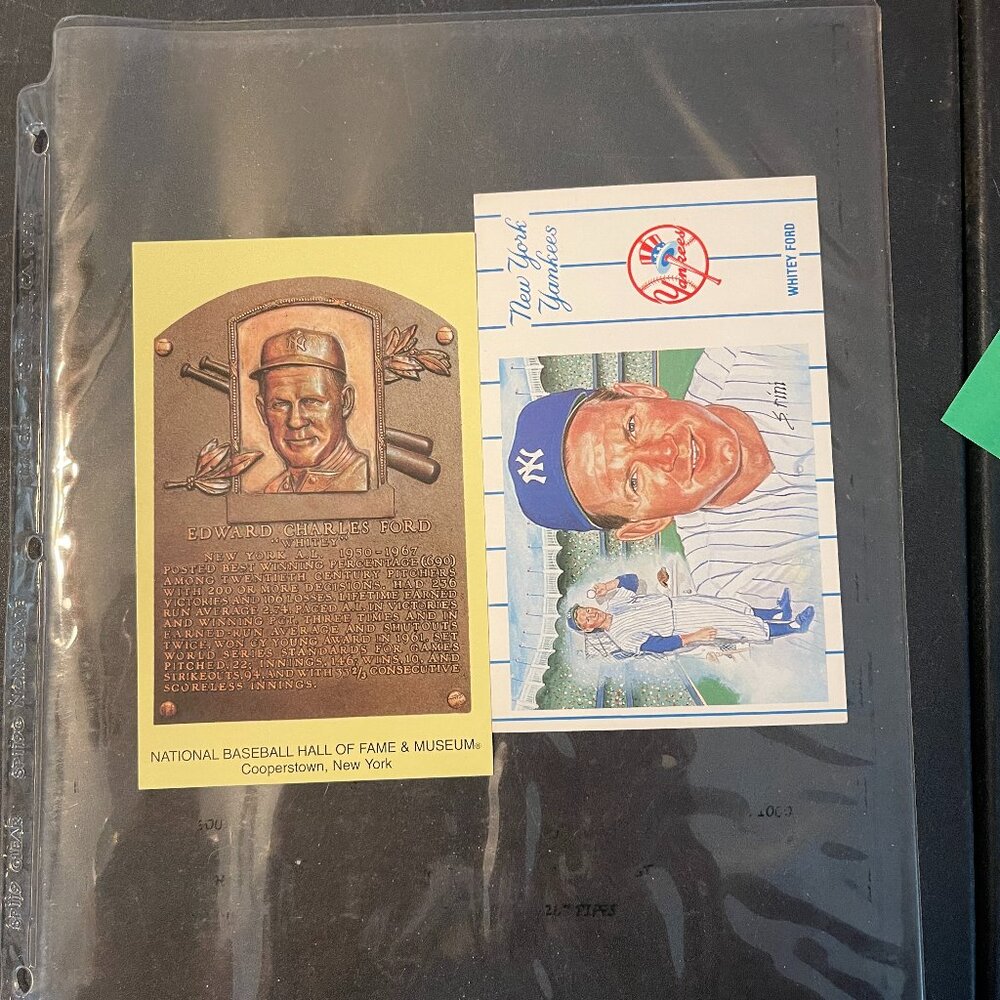 EDWARD CHARLES FORD
"WHITEY"
NEW YORK A.L. 1950-1967
POSTED BEST WINNING PERCENTAGE (690)
AMONG TWENTIETH CENTURY PITCHERS
WITH 200 OR MORE DECISIONS. HAD 236
VICTORIES AND 106 LOSSES. LIFETIME EARNED
RUN AVERAGE 2.74. PACED A.L. IN VICTORIES
AND WINNING PCT. THREE TIMES AND IN
EARNED-RUN AVERAGE AND SHUTOUTS
TWICE. WON CY YOUNG AWARD IN 1961. SET
WORLD SERIES STANDARDS FOR GAMES
PITCHED, 22; INNINGS, 146; WINS, 10, AND
STRIKEOUTS, 94, AND WITH 33 2/3 CONSECUTIVE
SCORELESS INNINGS.
NATIONAL BASEBALL HALL OF FAME & MUSEUM®
Cooperstown, New York
New York
Yankees
Yankees
WHITEY FORD
NY
NY